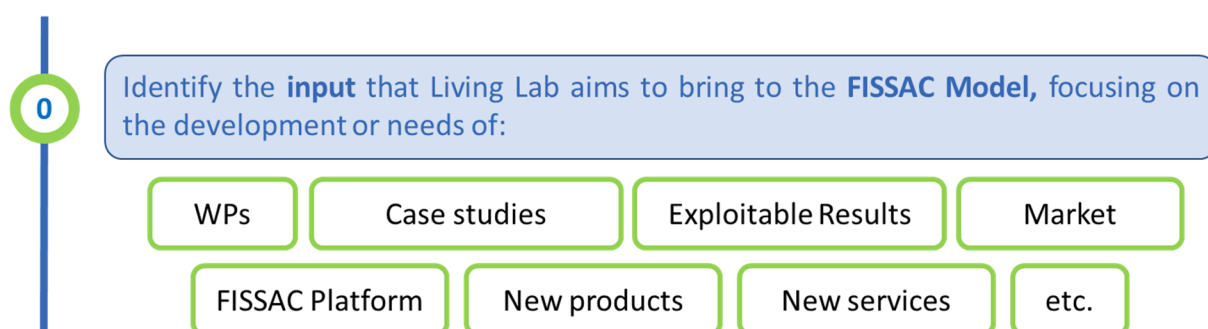 0
Identify the input that Living Lab aims to bring to the FISSAC Model, focusing on
the development or needs of:
WPs Case studies Exploitable Results Market
FISSAC Platform New products New services etc.